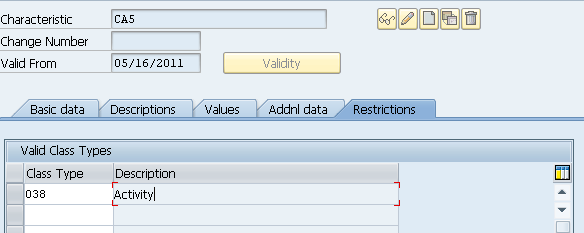 Characteristic CA5
Change Number
Valid From 05/16/2011 Validity
Basic data Descriptions Values Addnl data Restrictions
Valid Class Types
Class Type Description
038 Activity